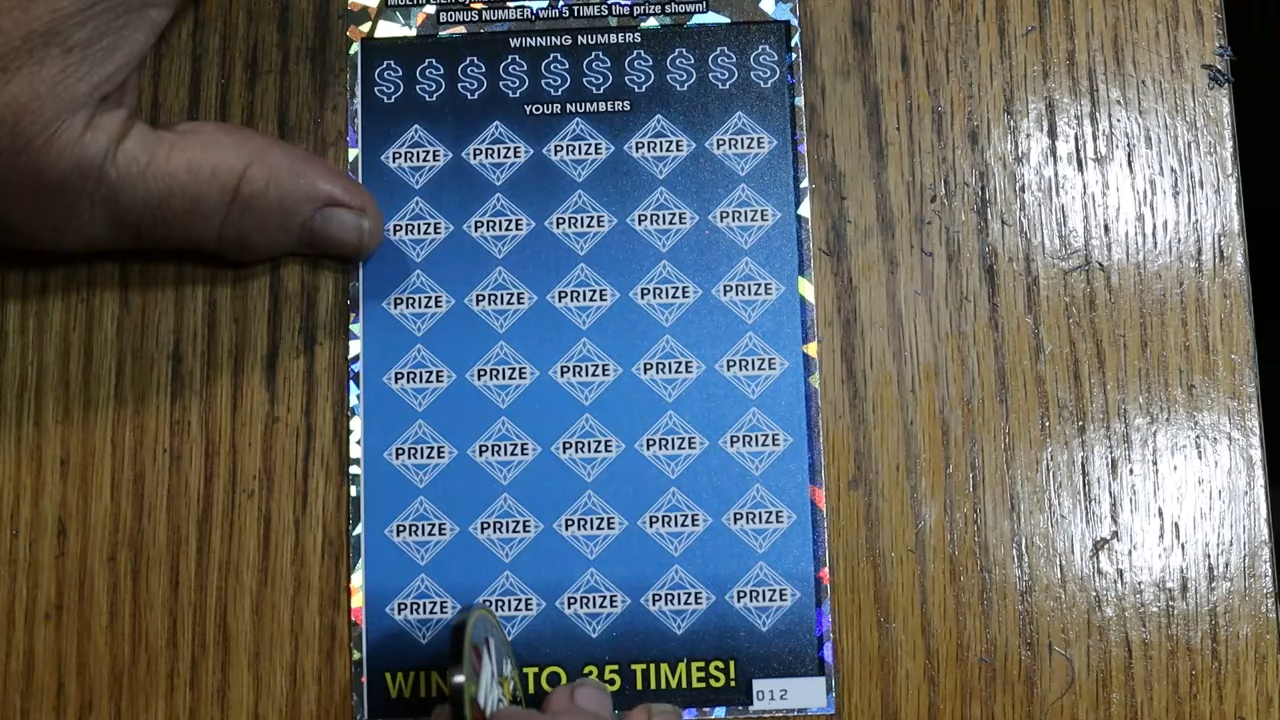 BONUS NUMBER, win 5 TIMES the prize shown!
WINNING NUMBERS
$ $ $ $ $ $ $ $ $ $
YOUR NUMBERS
PRIZE PRIZE PRIZE PRIZE PRIZE
PRIZE PRIZE PRIZE PRIZE PRIZE
PRIZE PRIZE PRIZE PRIZE PRIZE
PRIZE PRIZE PRIZE PRIZE PRIZE
PRIZE PRIZE PRIZE PRIZE PRIZE
PRIZE PRIZE PRIZE PRIZE PRIZE
PRIZE PRIZE PRIZE PRIZE PRIZE
WIN TO 35 TIMES!
012